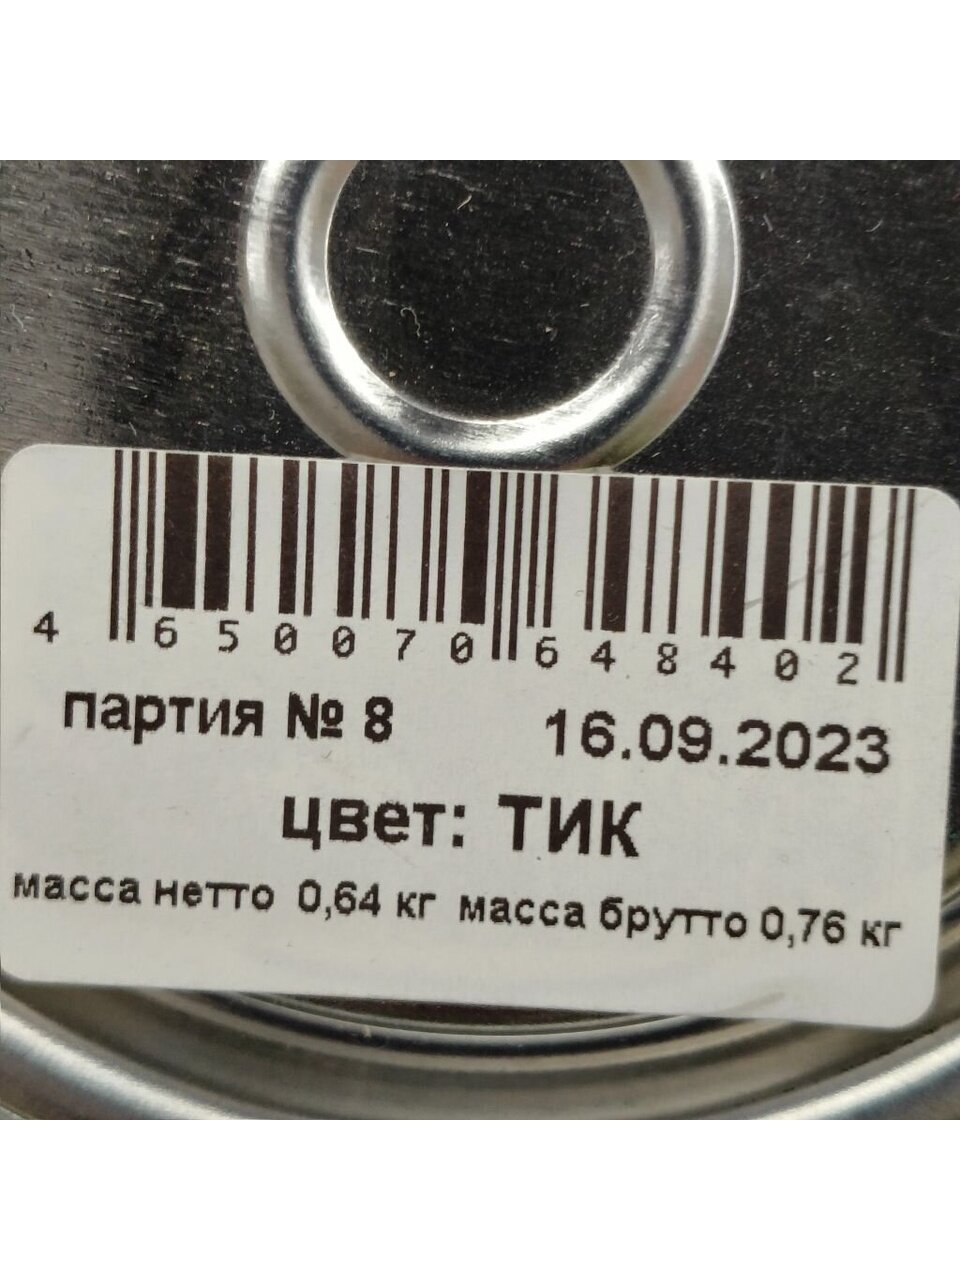 4 650070 648402
партия № 8 16.09.2023
цвет: ТИК
масса нетто 0,64 кг масса брутто 0,76 кг